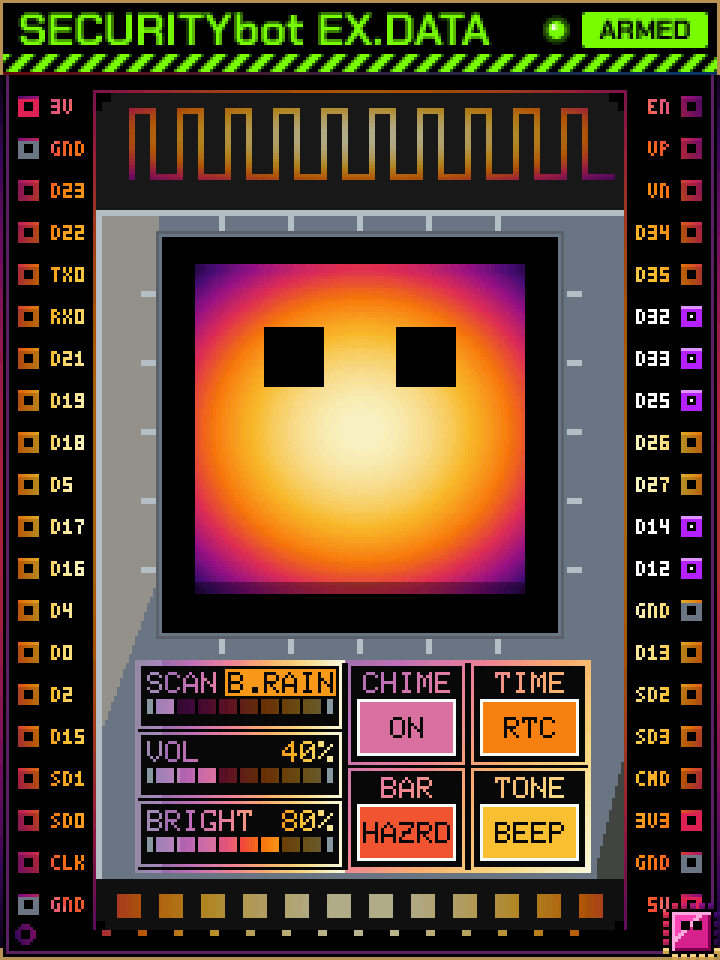 SECURITYbot EX.DATA ARMED
3V EN
GND VP
D23 VN
D22 D34
TX0 D35
RX0 D32
D21 D33
D19 D25
D18 D26
D5 D27
D17 D14
D16 D12
D4 GND
D0 D13
D2 SD2
D15 SD3
SD1 CMD
SD0 3V3
CLK GND
GND 5V
SCAN B.RAIN CHIME TIME
ON RTC
VOL 40%
BAR TONE
BRIGHT 80% HAZRD BEEP